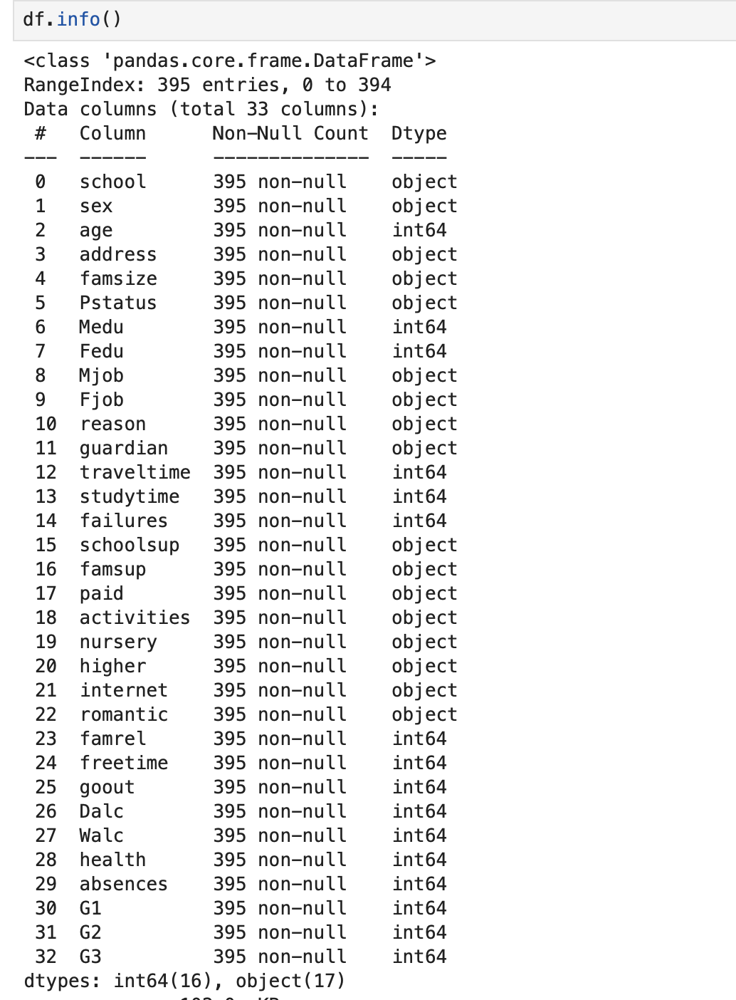 df.info()
<class 'pandas.core.frame.DataFrame'>
RangeIndex: 395 entries, 0 to 394
Data columns (total 33 columns):
 #   Column      Non-Null Count  Dtype
---  ------      --------------  -----
 0   school      395 non-null    object
 1   sex         395 non-null    object
 2   age         395 non-null    int64
 3   address     395 non-null    object
 4   famsize     395 non-null    object
 5   Pstatus     395 non-null    object
 6   Medu        395 non-null    int64
 7   Fedu        395 non-null    int64
 8   Mjob        395 non-null    object
 9   Fjob        395 non-null    object
 10  reason      395 non-null    object
 11  guardian    395 non-null    object
 12  traveltime  395 non-null    int64
 13  studytime   395 non-null    int64
 14  failures    395 non-null    int64
 15  schoolsup   395 non-null    object
 16  famsup      395 non-null    object
 17  paid        395 non-null    object
 18  activities  395 non-null    object
 19  nursery     395 non-null    object
 20  higher      395 non-null    object
 21  internet    395 non-null    object
 22  romantic    395 non-null    object
 23  famrel      395 non-null    int64
 24  freetime    395 non-null    int64
 25  goout       395 non-null    int64
 26  Dalc        395 non-null    int64
 27  Walc        395 non-null    int64
 28  health      395 non-null    int64
 29  absences    395 non-null    int64
 30  G1          395 non-null    int64
 31  G2          395 non-null    int64
 32  G3          395 non-null    int64
dtypes: int64(16), object(17)